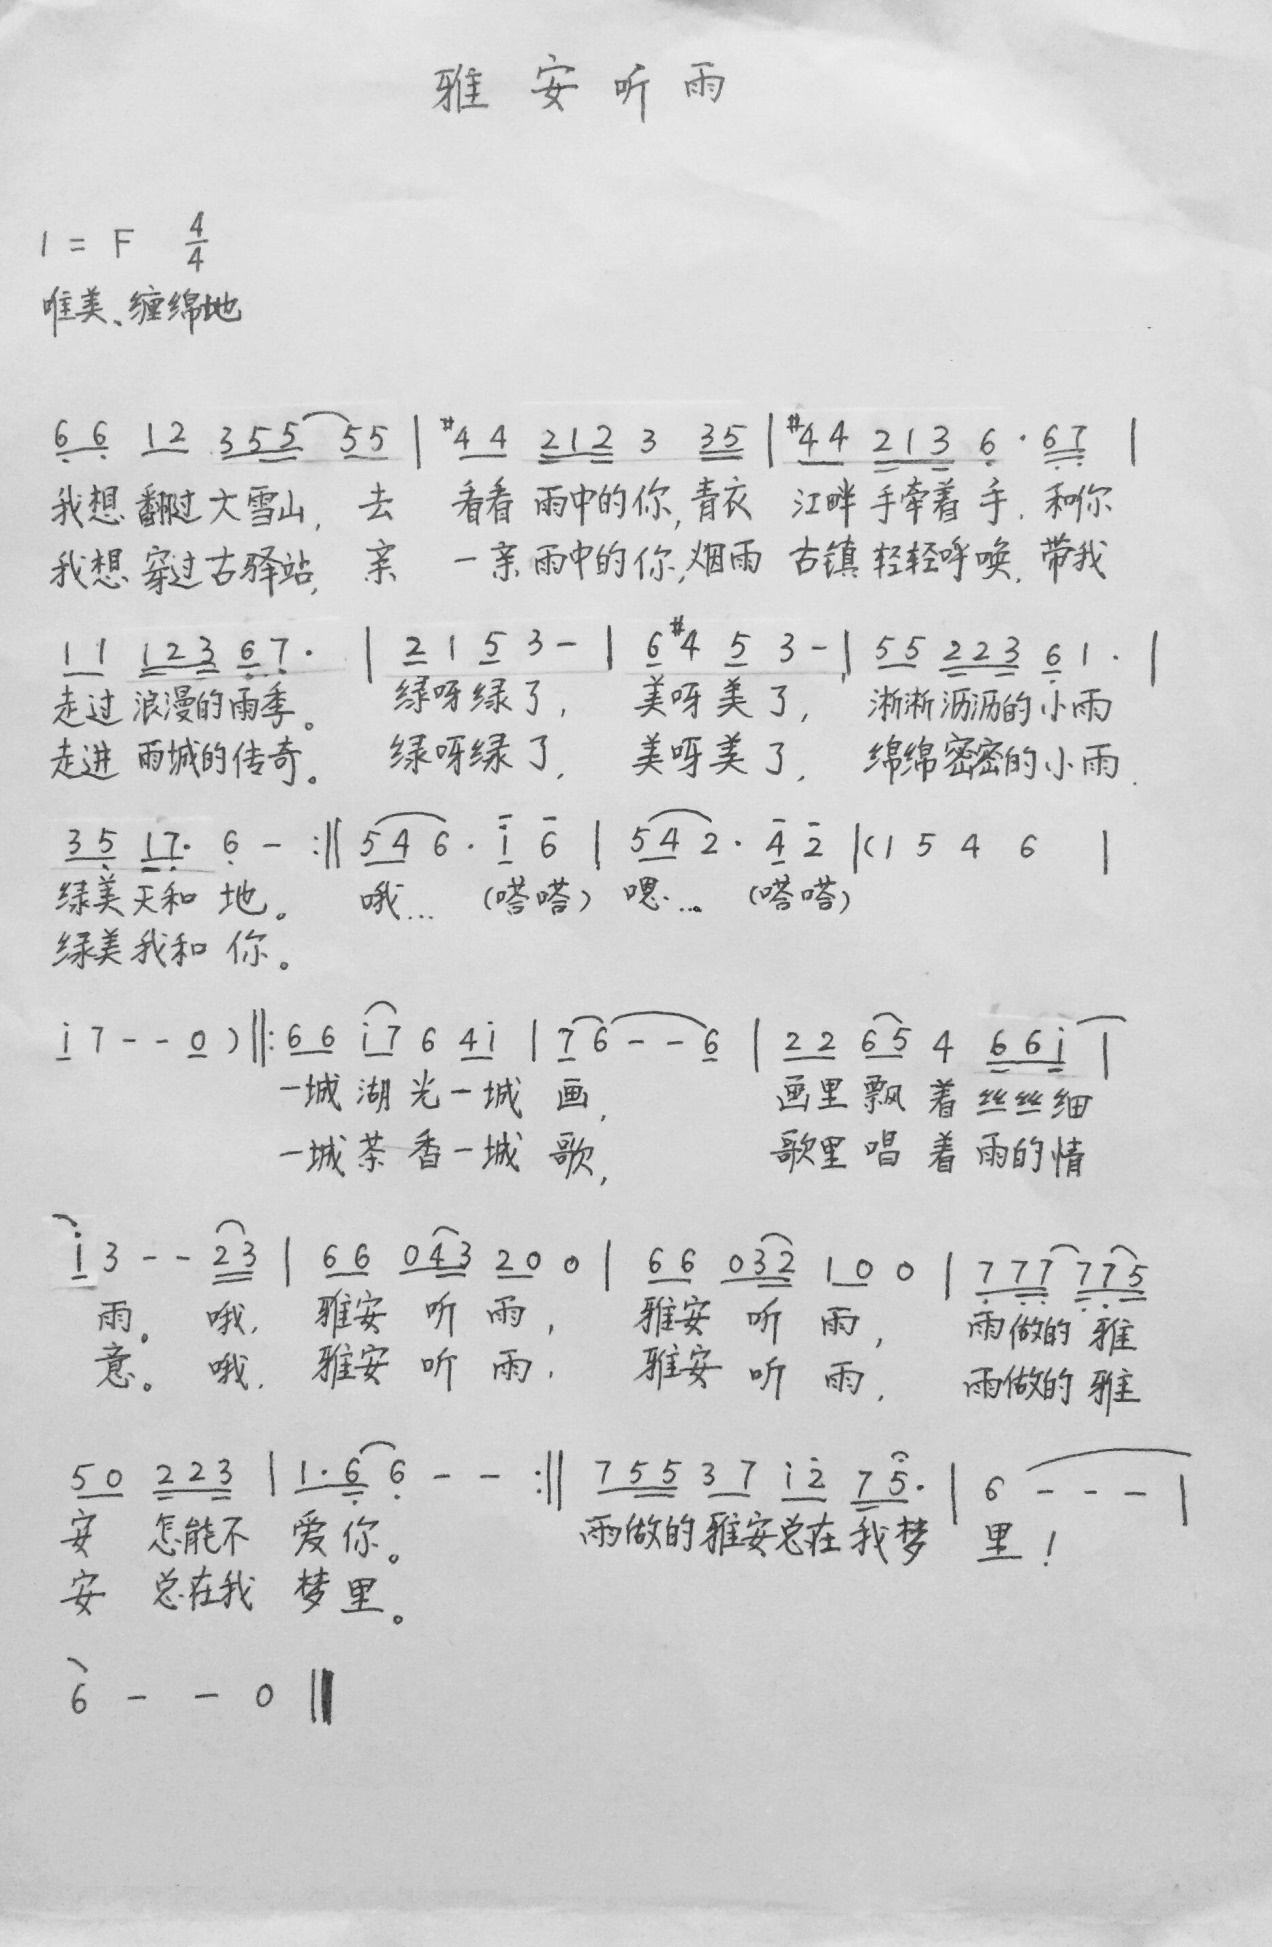 雅安听雨
1 = F 4/4
唯美、缠绵地
6 6 1 2 3 5 5 5 5 | #4 4 2 1 2 3 3 5 | #4 4 2 1 3 6 · 6 7 |
我想翻过大雪山, 去 看看雨中的你, 青衣 江畔手牵着手. 和你
我想穿过古驿站, 亲 一亲雨中的你, 烟雨 古镇轻轻呼唤. 带我
1 1 1 2 3 6 7 · | 2 1 5 3 - | 6 #4 5 3 - | 5 5 2 2 3 6 1 · |
走过浪漫的雨季。 绿呀绿了, 美呀美了, 淅淅沥沥的小雨
走进雨城的传奇。 绿呀绿了, 美呀美了, 绵绵密密的小雨.
3 5 1 7 · 6 - :|| 5 4 6 · i 6 | 5 4 2 · 4 2 | ( 1 5 4 6 |
绿美天和地。 哦… (嗒嗒) 嗯… (嗒嗒)
绿美我和你。
i 7 - - 0 ) ||: 6 6 i 7 6 4 i | 7 6 - - 6 | 2 2 6 5 4 6 6 i |
一城湖光一城画, 画里飘着丝丝细
一城茶香一城歌, 歌里唱着雨的情
i 3 - - 2 3 | 6 6 0 4 3 2 0 0 | 6 6 0 3 2 1 0 0 | 7 7 7 7 7 5
雨。 哦, 雅安听雨, 雅安听雨, 雨做的雅
意。 哦, 雅安听雨, 雅安听雨, 雨做的雅
5 0 2 2 3 | 1 · 6 6 - - :|| 7 5 5 3 7 i 2 7 5 · | 6 - - - |
安 怎能不爱你。 雨做的雅安总在我梦里!
安 总在我梦里。
6 - - 0 ||